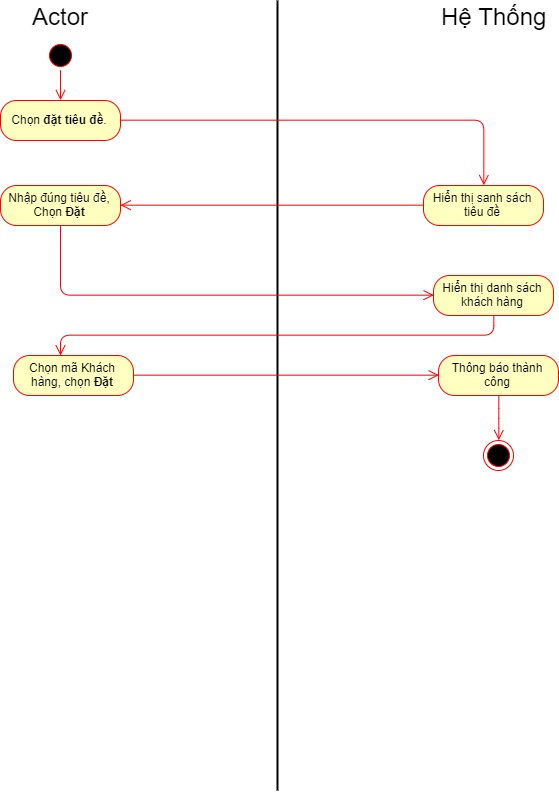 Actor
Hệ Thống
Chọn đặt tiêu đề.
Hiển thị sanh sách
tiêu đề
Nhập đúng tiêu đề,
Chọn Đặt
Hiển thị danh sách
khách hàng
Chọn mã Khách
hàng, chọn Đặt
Thông báo thành
công